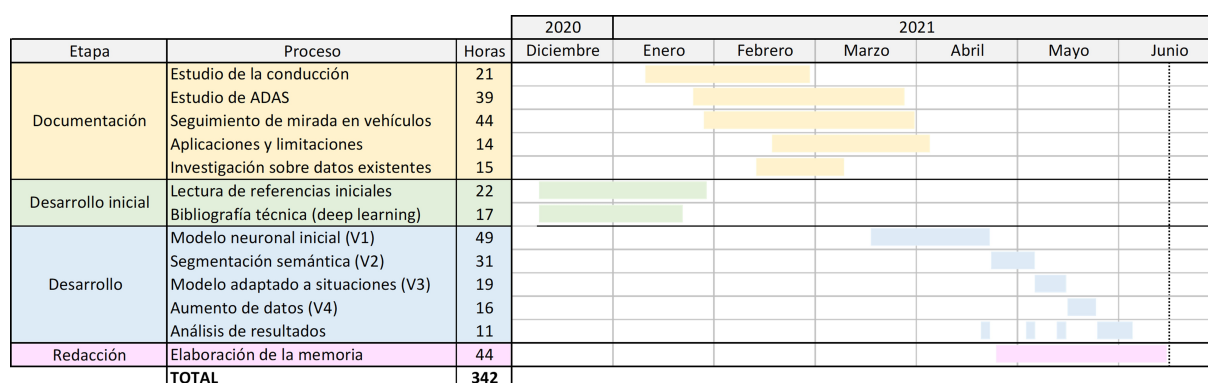 2020 2021
Etapa Proceso Horas Diciembre Enero Febrero Marzo Abril Mayo Junio
Documentación
Estudio de la conducción 21
Estudio de ADAS 39
Seguimiento de mirada en vehículos 44
Aplicaciones y limitaciones 14
Investigación sobre datos existentes 15
Desarrollo inicial
Lectura de referencias iniciales 22
Bibliografía técnica (deep learning) 17
Desarrollo
Modelo neuronal inicial (V1) 49
Segmentación semántica (V2) 31
Modelo adaptado a situaciones (V3) 19
Aumento de datos (V4) 16
Análisis de resultados 11
Redacción Elaboración de la memoria 44
TOTAL 342